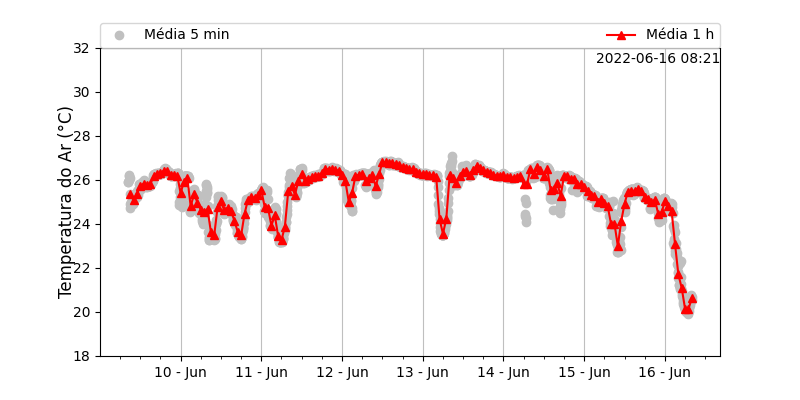 Média 5 min
Média 1 h
2022-06-16 08:21
Temperatura do Ar (°C)
32
30
28
26
24
22
20
18
10 - Jun
11 - Jun
12 - Jun
13 - Jun
14 - Jun
15 - Jun
16 - Jun